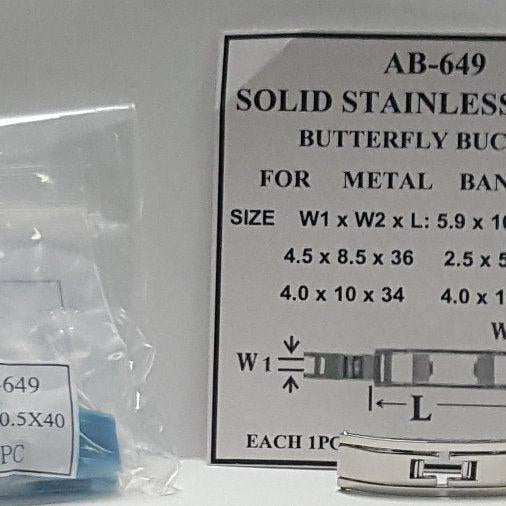 AB-649
SOLID STAINLESS
BUTTERFLY BUC
FOR METAL BAN
SIZE W1 x W2 x L: 5.9 x 1
4.5 x 8.5 x 36 2.5 x 5
4.0 x 10 x 34 4.0 x 1
W
W1
L
EACH 1PC
-649
0.5X40
PC